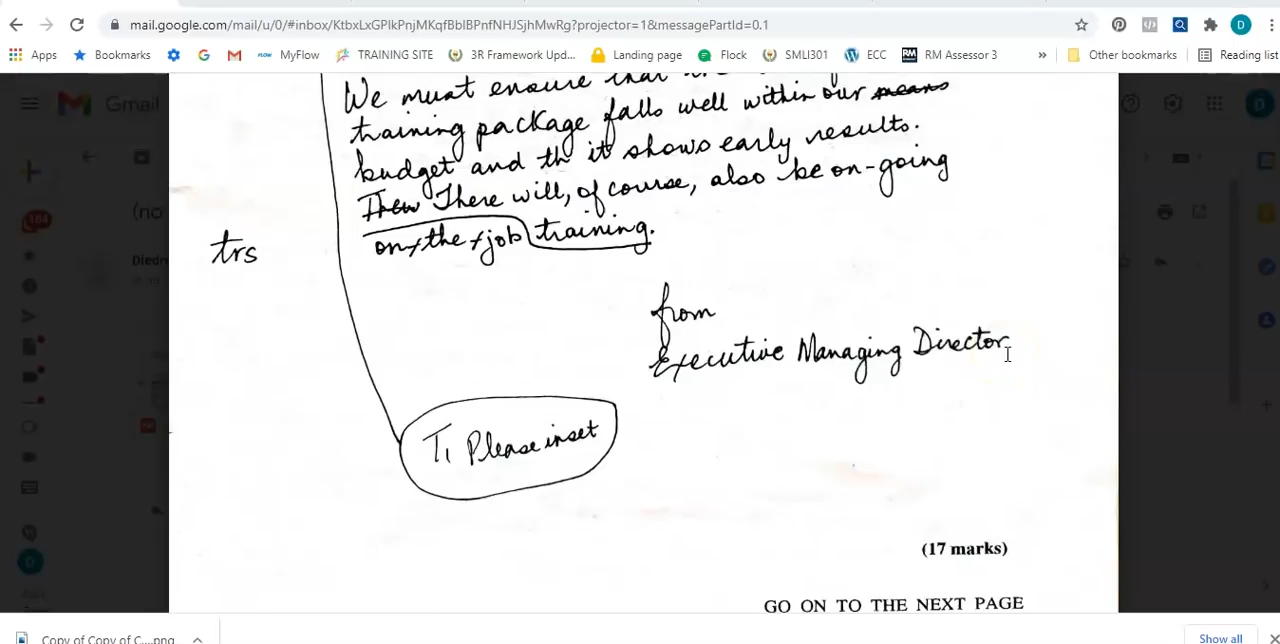 mail.google.com/mail/u/0/#inbox/KtbxLxGPlkPnjMKqfBblBPnfNHJSjhMwRg?projector=1&messagePartId=0.1
Apps Bookmarks MyFlow TRAINING SITE 3R Framework Upd... Landing page Flock SMLI301 ECC RM Assessor 3 » Other bookmarks Reading list
Gmail
We must ensure that
training package falls well within our means
budget and th it shows early results.
There will, of course, also be on-going
on the job training.
trs
from
Executive Managing Director
T1 Please inset
(17 marks)
GO ON TO THE NEXT PAGE
(no
Diedre
184
Copy of Copy of C....png
Show all